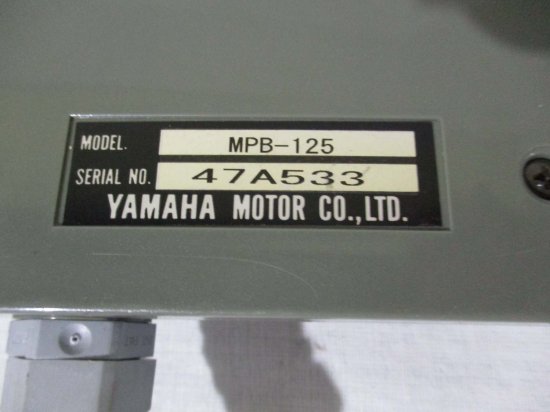 MODEL. MPB-125
SERIAL NO. 47A533
YAMAHA MOTOR CO.,LTD.